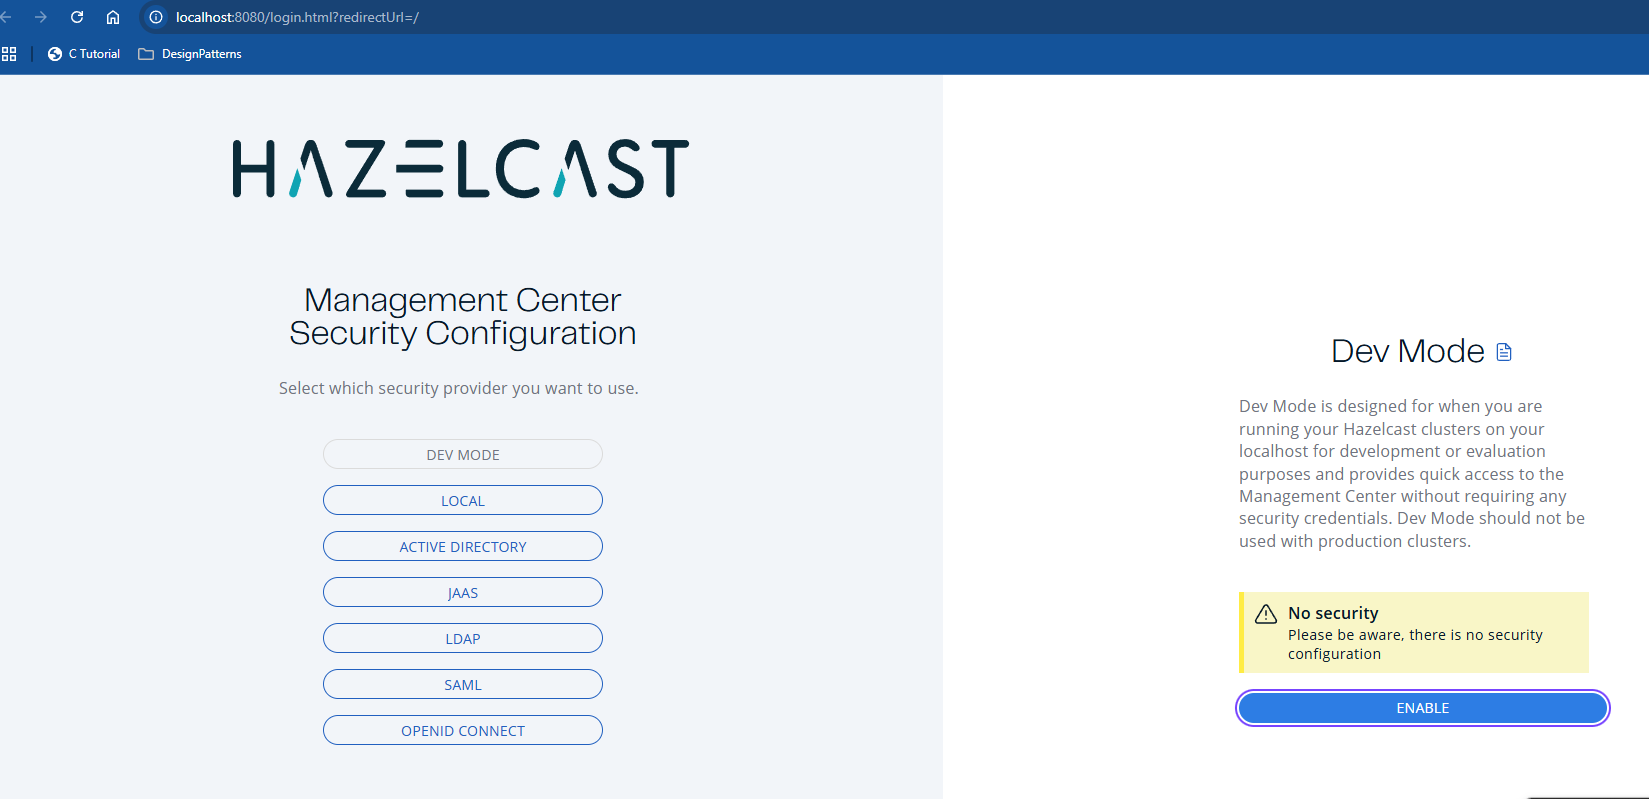 localhost:8080/login.html?redirectUrl=/
C Tutorial
DesignPatterns
HAZELCAST
Management Center
Security Configuration
Select which security provider you want to use.
DEV MODE
LOCAL
ACTIVE DIRECTORY
JAAS
LDAP
SAML
OPENID CONNECT
Dev Mode
Dev Mode is designed for when you are
running your Hazelcast clusters on your
localhost for development or evaluation
purposes and provides quick access to the
Management Center without requiring any
security credentials. Dev Mode should not be
used with production clusters.
No security
Please be aware, there is no security
configuration
ENABLE